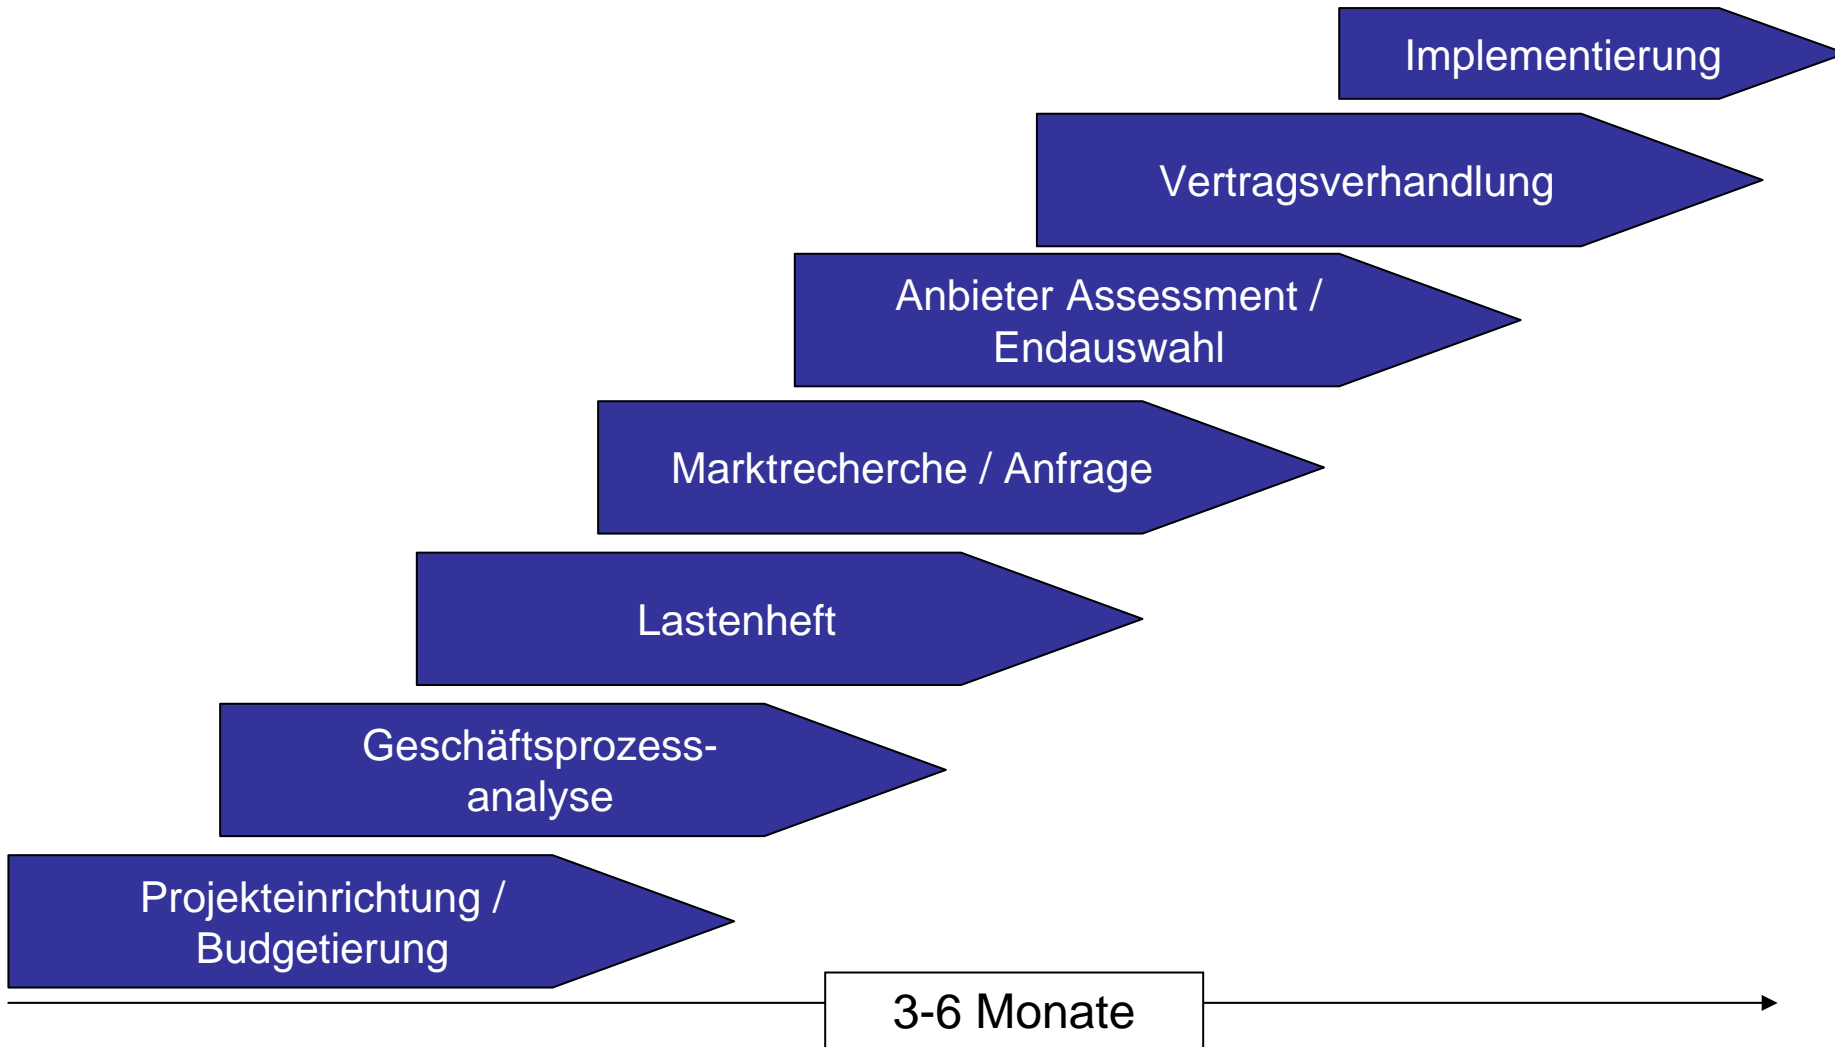 Implementierung
Vertragsverhandlung
Anbieter Assessment /
Endauswahl
Marktrecherche / Anfrage
Lastenheft
Geschäftsprozess-
analyse
Projekteinrichtung /
Budgetierung
3-6 Monate